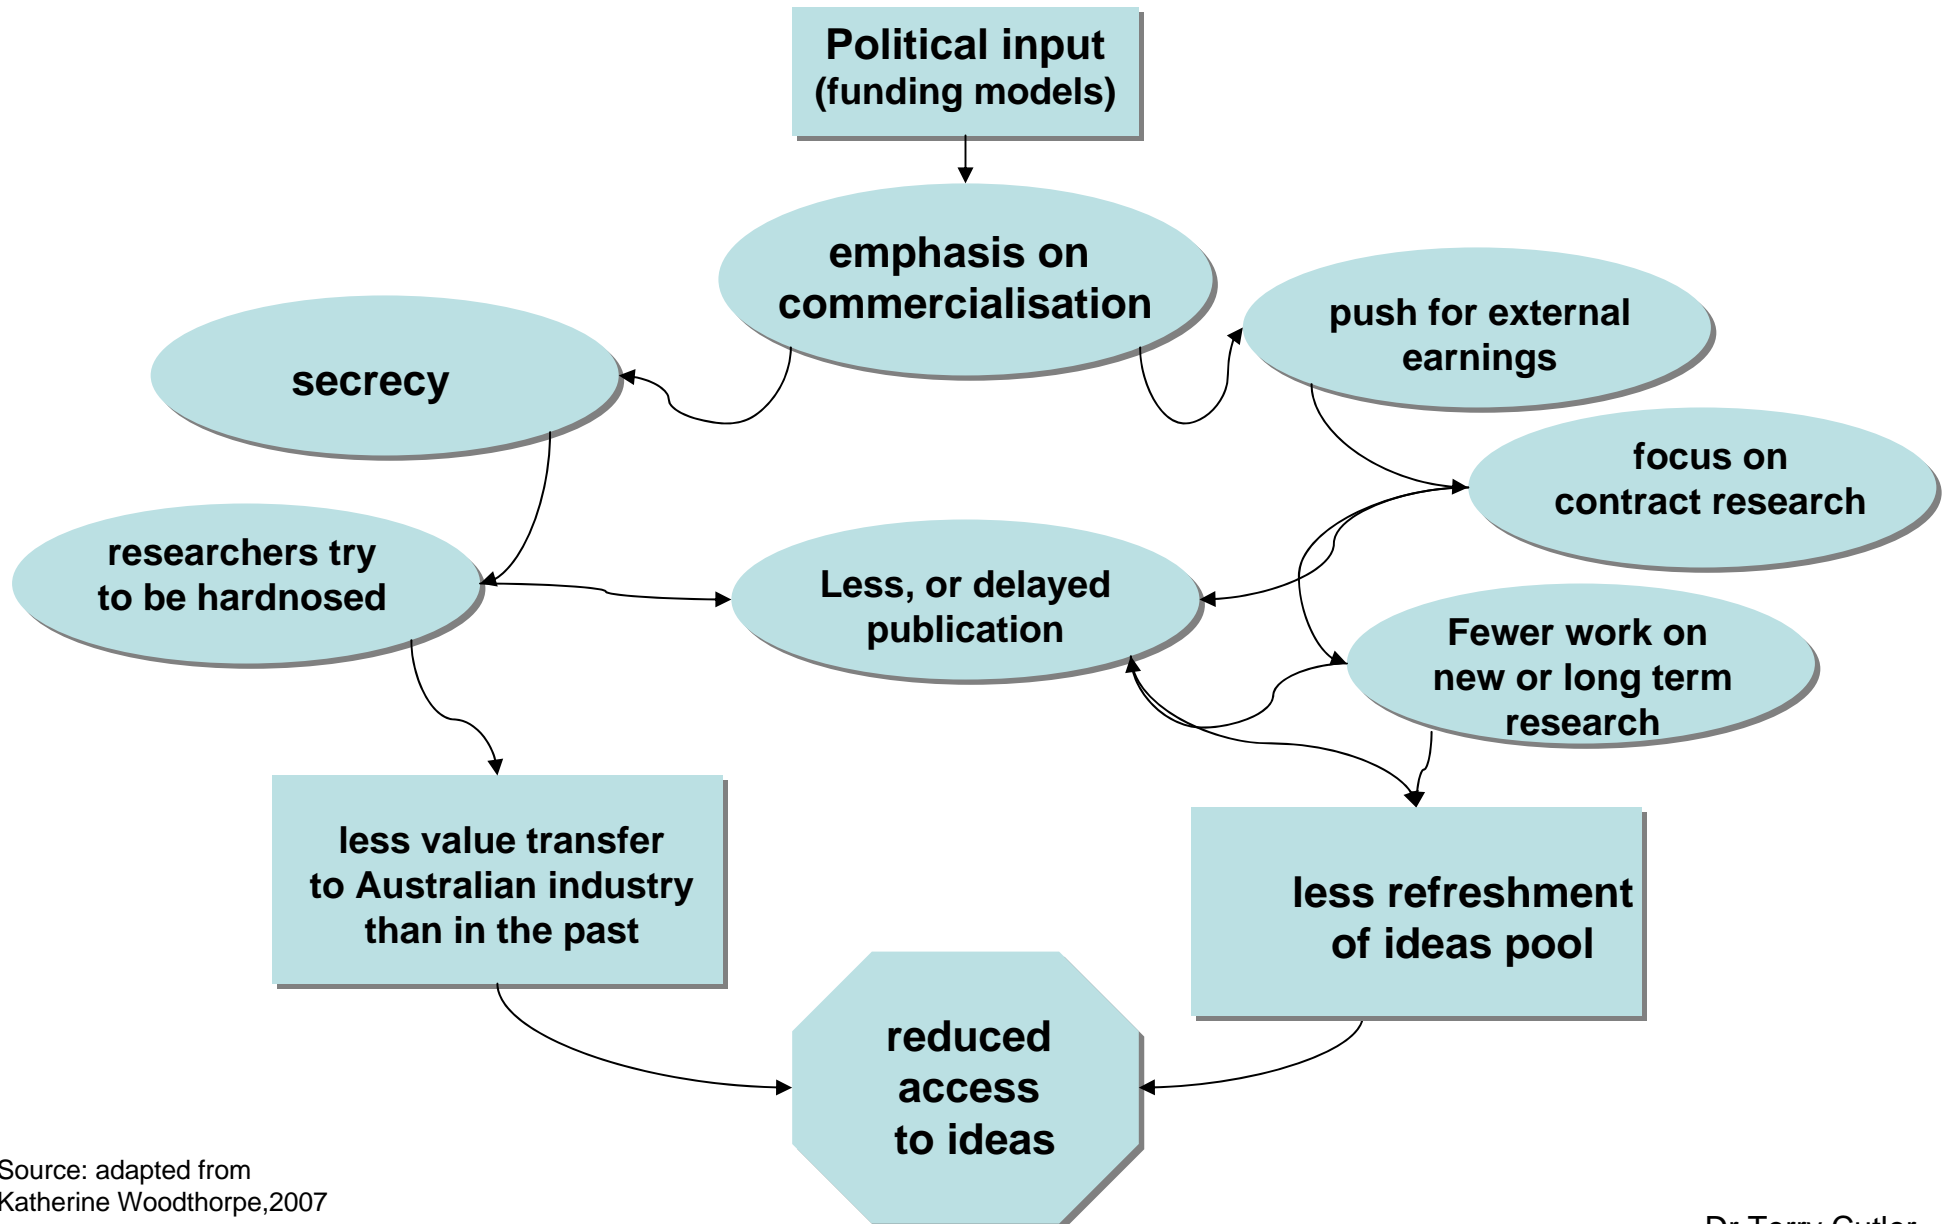 Political input
(funding models)
emphasis on
commercialisation
push for external
earnings
secrecy
focus on
contract research
researchers try
to be hardnosed
Less, or delayed
publication
Fewer work on
new or long term
research
less value transfer
to Australian industry
than in the past
less refreshment
of ideas pool
reduced
access
to ideas
Source: adapted from
Katherine Woodthorpe,2007
Dr Terry Cutler